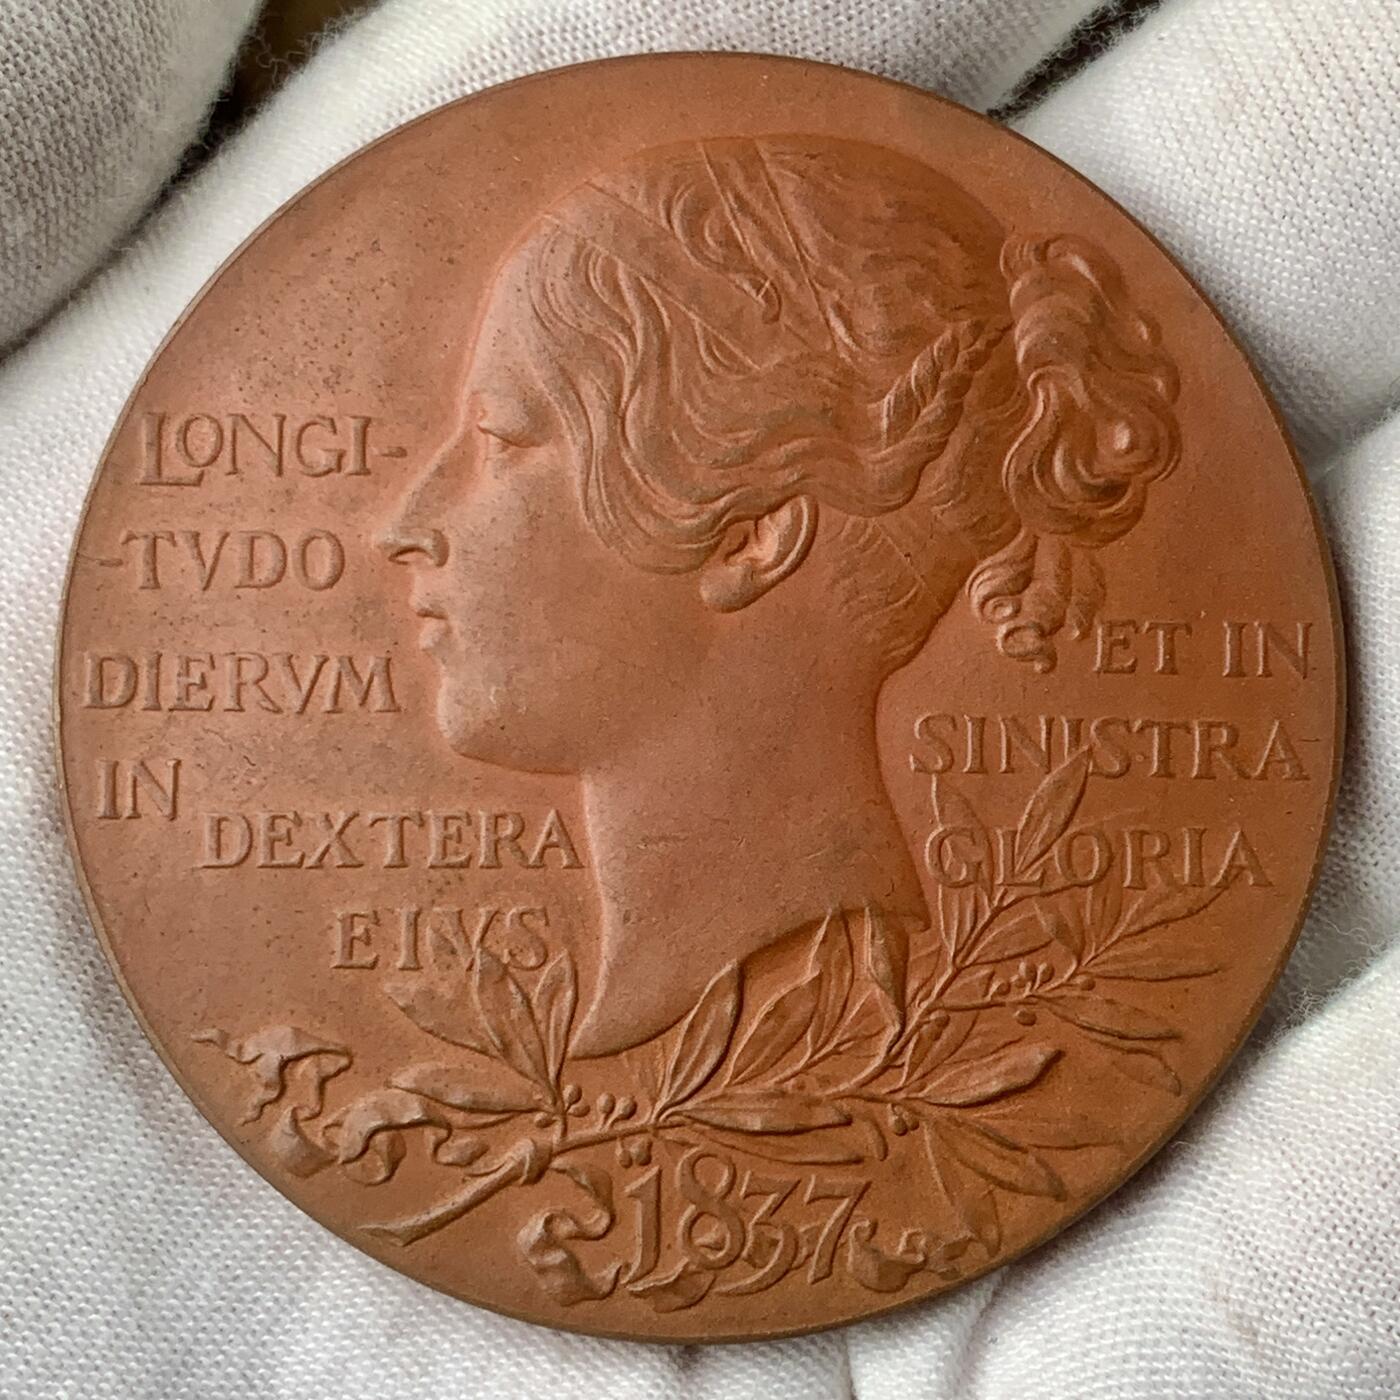 LONGI-
-TVDO
DIERVM
IN
DEXTERA
EIVS
ET IN
SINISTRA
GLORIA
1837